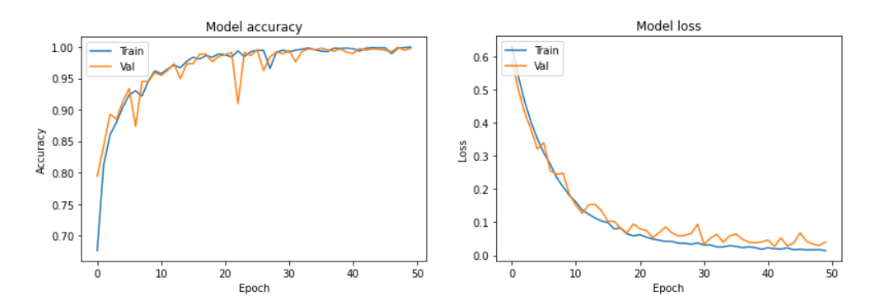 Model accuracy
1.00
0.95
0.90
0.85
0.80
0.75
0.70
Accuracy
Train
Val
0 10 20 30 40 50
Epoch
Model loss
0.6
0.5
0.4
0.3
0.2
0.1
0.0
Loss
Train
Val
0 10 20 30 40 50
Epoch